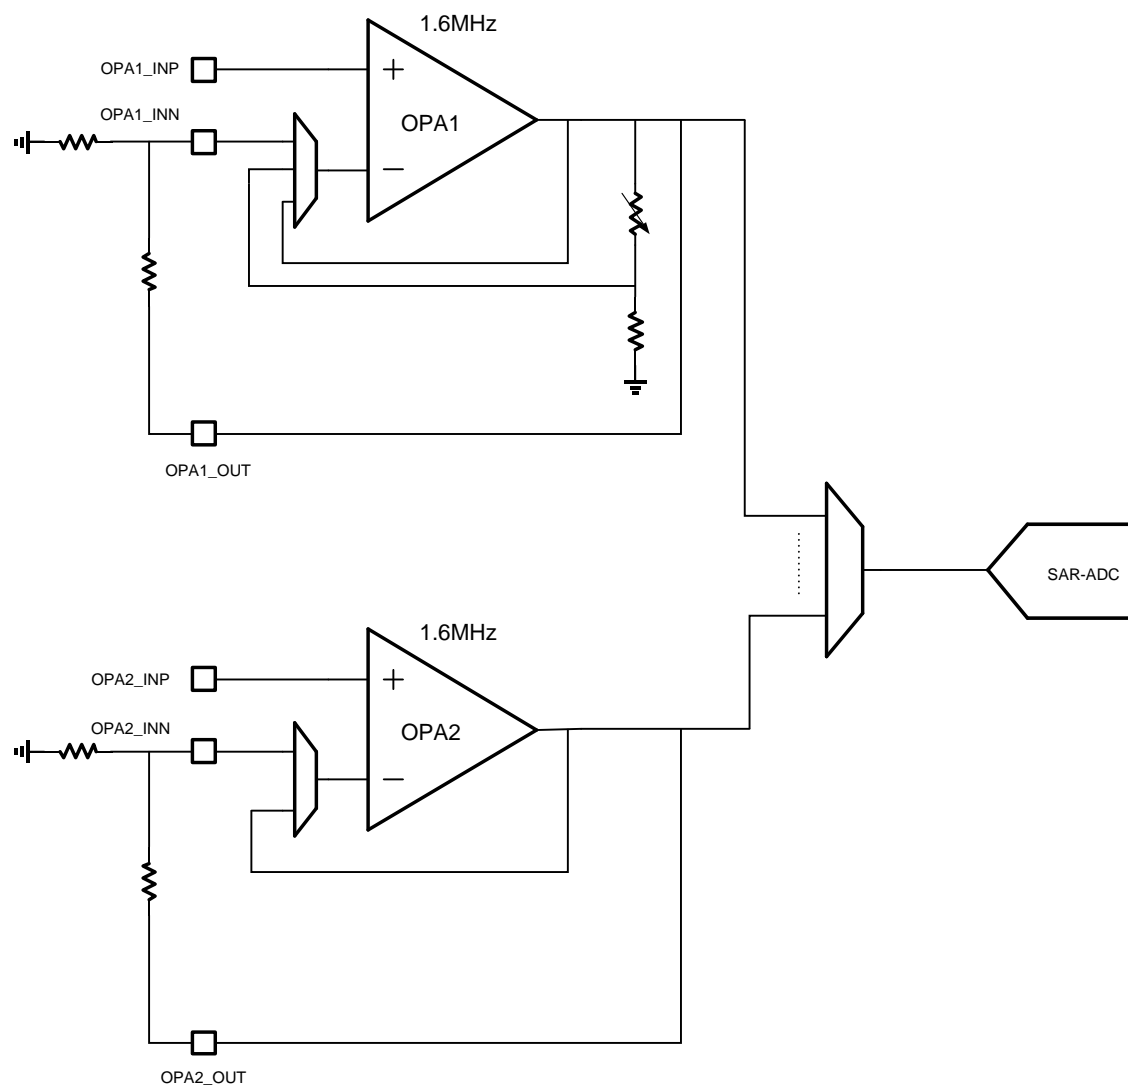 1.6MHz
OPA1_INP
OPA1_INN
OPA1
OPA1_OUT
SAR-ADC
1.6MHz
OPA2_INP
OPA2_INN
OPA2
OPA2_OUT